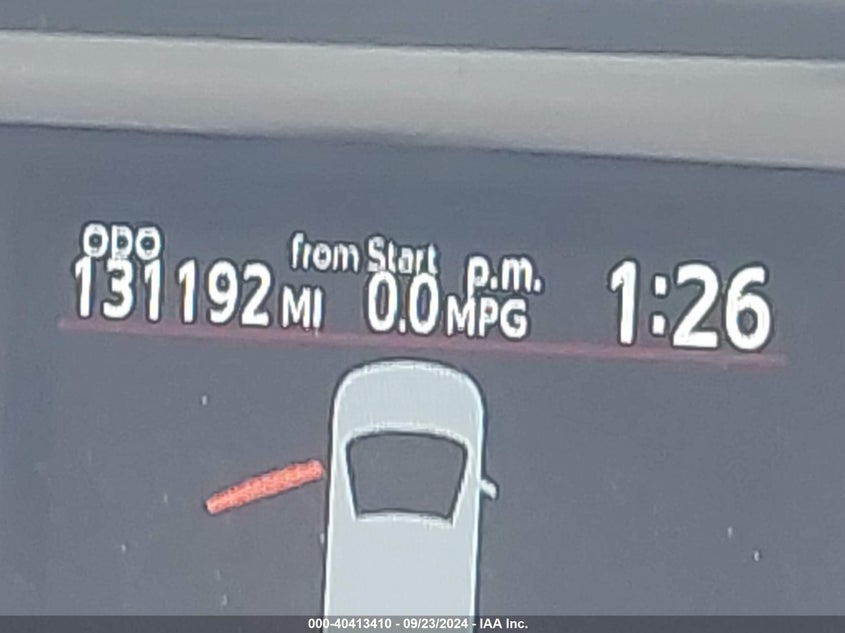 ODO from Start p.m. 1:26
131192 MI 0.0 MPG
000-40413410 - 09/23/2024 - IAA Inc.